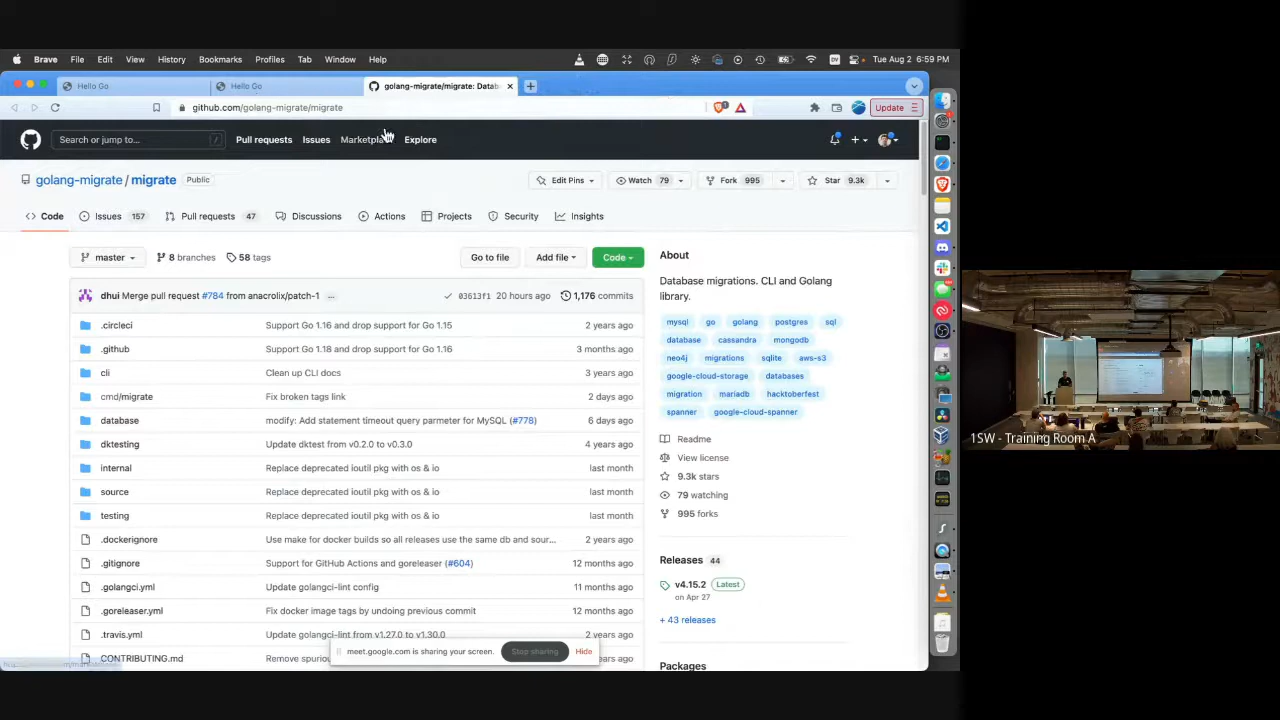 Brave File Edit View History Bookmarks Profiles Tab Window Help Tue Aug 2 6:59 PM
Hello Go Hello Go golang-migrate/migrate: Datab
github.com/golang-migrate/migrate Update
Search or jump to... / Pull requests Issues Marketplace Explore
golang-migrate / migrate Public Edit Pins Watch 79 Fork 995 Star 9.3k
Code Issues 157 Pull requests 47 Discussions Actions Projects Security Insights
master 8 branches 58 tags Go to file Add file Code
dhui Merge pull request #784 from anacrolix/patch-1 ... 03613f1 20 hours ago 1,176 commits
.circleci Support Go 1.16 and drop support for Go 1.15 2 years ago
.github Support Go 1.18 and drop support for Go 1.16 3 months ago
cli Clean up CLI docs 3 years ago
cmd/migrate Fix broken tags link 2 days ago
database modify: Add statement timeout query parmeter for MySQL (#778) 6 days ago
dktesting Update dktest from v0.2.0 to v0.3.0 4 years ago
internal Replace deprecated ioutil pkg with os & io last month
source Replace deprecated ioutil pkg with os & io last month
testing Replace deprecated ioutil pkg with os & io last month
.dockerignore Use make for docker builds so all releases use the same db and sour... 2 years ago
.gitignore Support for GitHub Actions and goreleaser (#604) 12 months ago
.golangci.yml Update golangci-lint config 11 months ago
.goreleaser.yml Fix docker image tags by undoing previous commit 12 months ago
.travis.yml Update golangci-lint from v1.27.0 to v1.30.0 2 years ago
CONTRIBUTING.md Remove spuriou
meet.google.com is sharing your screen. Stop sharing Hide
About
Database migrations. CLI and Golang
library.
mysql go golang postgres sql
database cassandra mongodb
neo4j migrations sqlite aws-s3
google-cloud-storage databases
migration mariadb hacktoberfest
spanner google-cloud-spanner
Readme
View license
9.3k stars
79 watching
995 forks
Releases 44
v4.15.2 Latest
on Apr 27
+ 43 releases
Packages
1SW - Training Room A